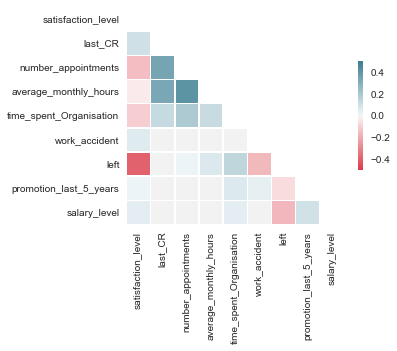 satisfaction_level
last_CR
number_appointments
average_monthly_hours
time_spent_Organisation
work_accident
left
promotion_last_5_years
salary_level
0.4
0.2
0.0
−0.2
−0.4
satisfaction_level
last_CR
number_appointments
average_monthly_hours
time_spent_Organisation
work_accident
left
promotion_last_5_years
salary_level